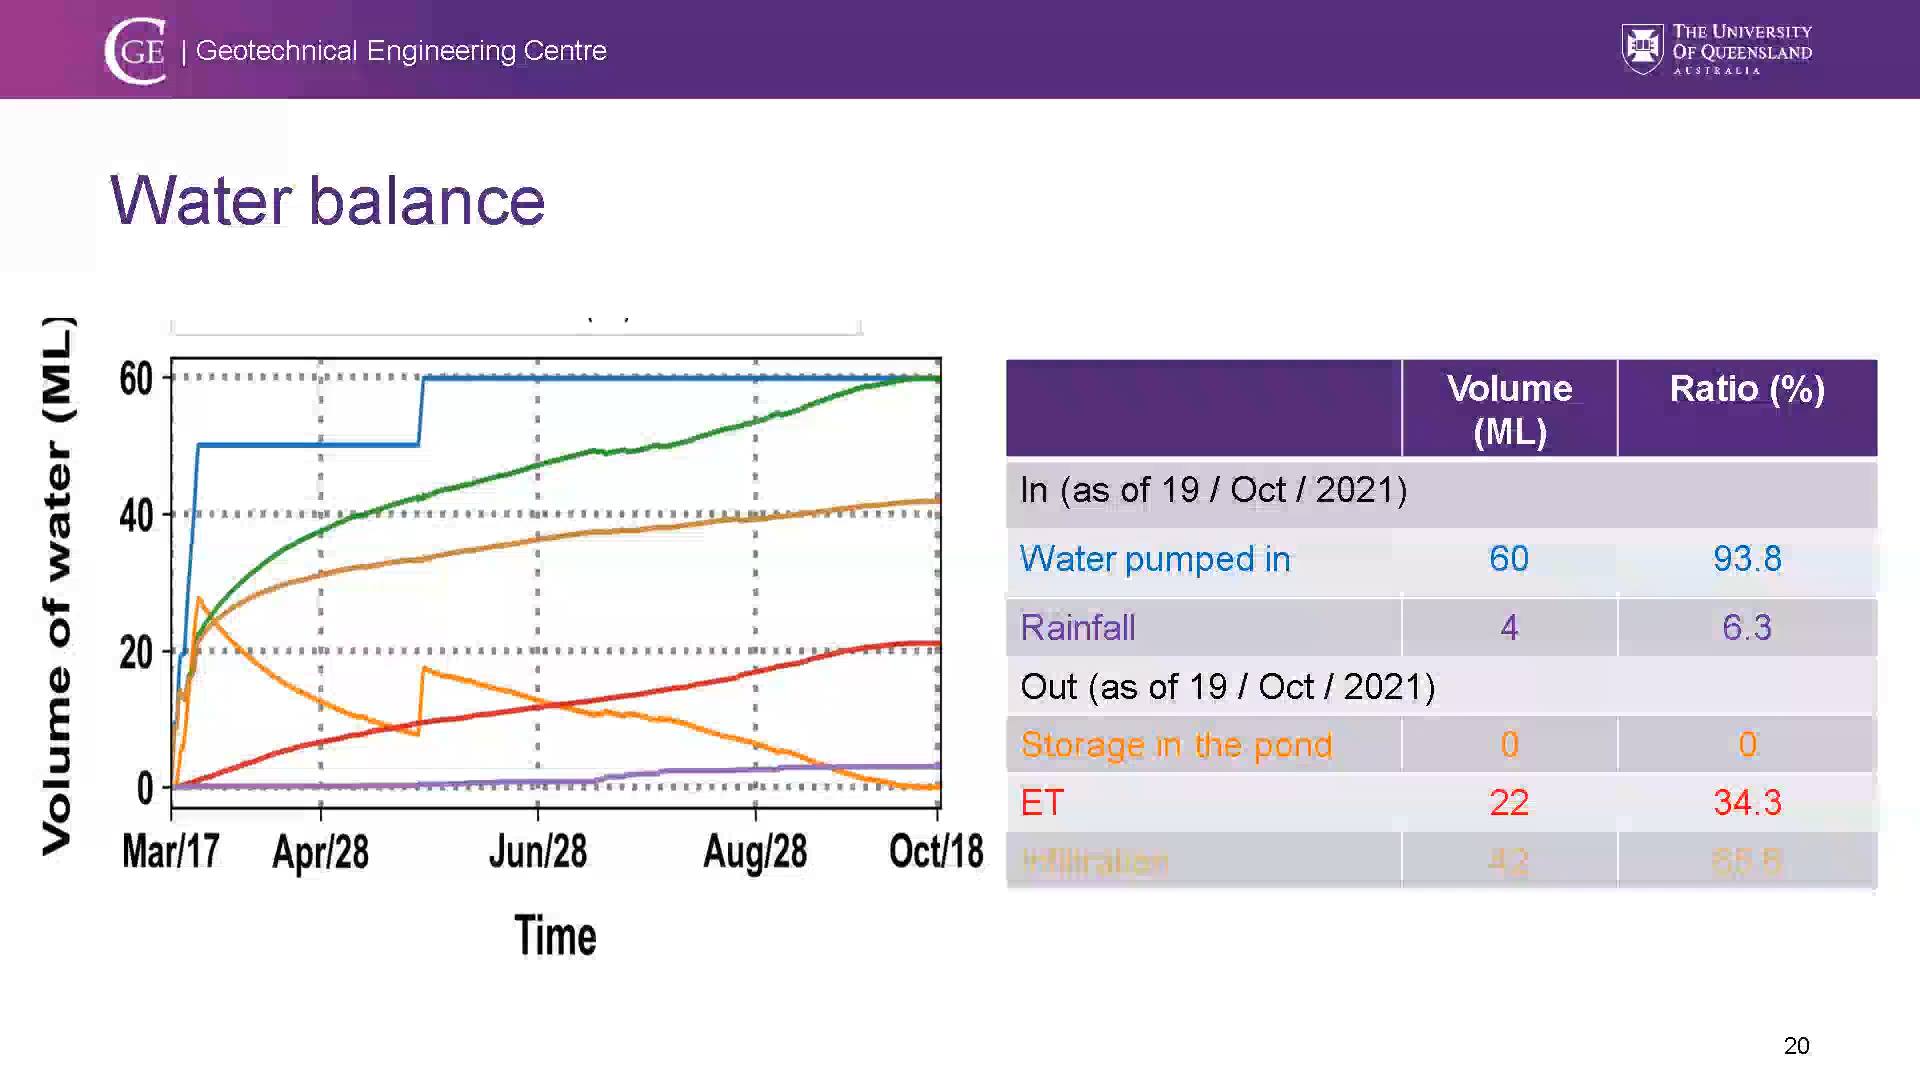 CGE | Geotechnical Engineering Centre
THE UNIVERSITY
OF QUEENSLAND
AUSTRALIA
Water balance
Volume of water (ML)
60
40
20
0
Mar/17 Apr/28 Jun/28 Aug/28 Oct/18
Time
Volume (ML) Ratio (%)
In (as of 19 / Oct / 2021)
Water pumped in 60 93.8
Rainfall 4 6.3
Out (as of 19 / Oct / 2021)
Storage in the pond 0 0
ET 22 34.3
Infiltration 42
20